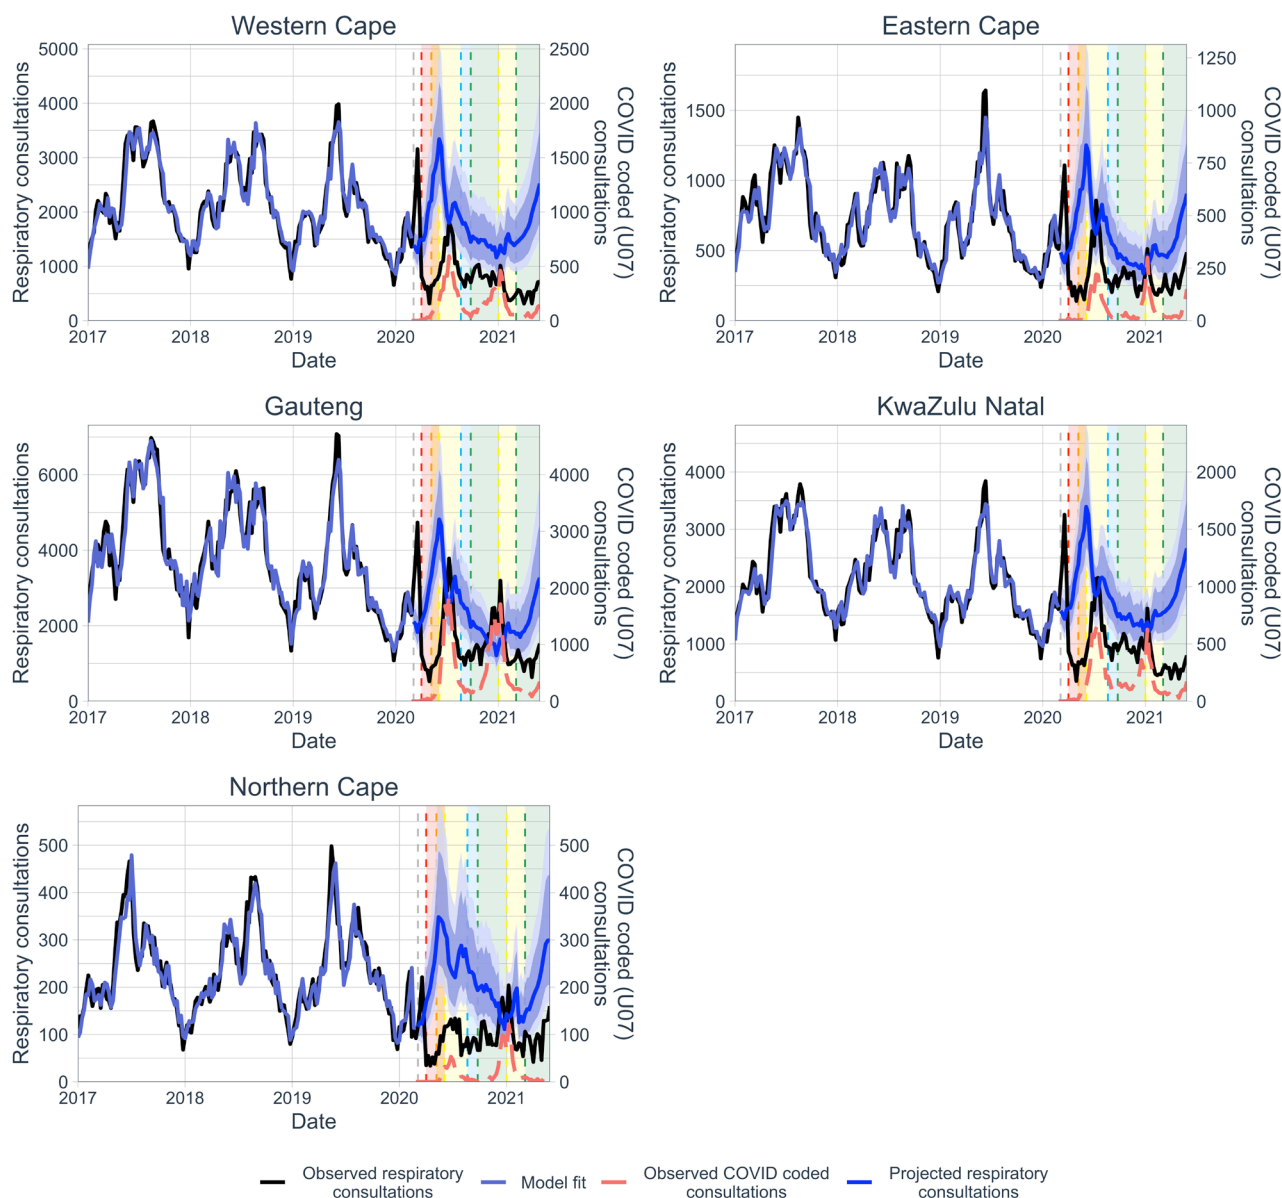 Western Cape
Respiratory consultations
5000
4000
3000
2000
1000
0
2500
2000
1500
1000
500
0
COVID coded (U07)
consultations
2017
2018
2019
2020
2021
Date
Eastern Cape
Respiratory consultations
1500
1000
500
0
1250
1000
750
500
250
0
COVID coded (U07)
consultations
2017
2018
2019
2020
2021
Date
Gauteng
Respiratory consultations
6000
4000
2000
0
4000
3000
2000
1000
0
COVID coded (U07)
consultations
2017
2018
2019
2020
2021
Date
KwaZulu Natal
Respiratory consultations
4000
3000
2000
1000
0
2000
1500
1000
500
0
COVID coded (U07)
consultations
2017
2018
2019
2020
2021
Date
Northern Cape
Respiratory consultations
500
400
300
200
100
0
500
400
300
200
100
0
COVID coded (U07)
consultations
2017
2018
2019
2020
2021
Date
Observed respiratory
consultations
Model fit
Observed COVID coded
consultations
Projected respiratory
consultations